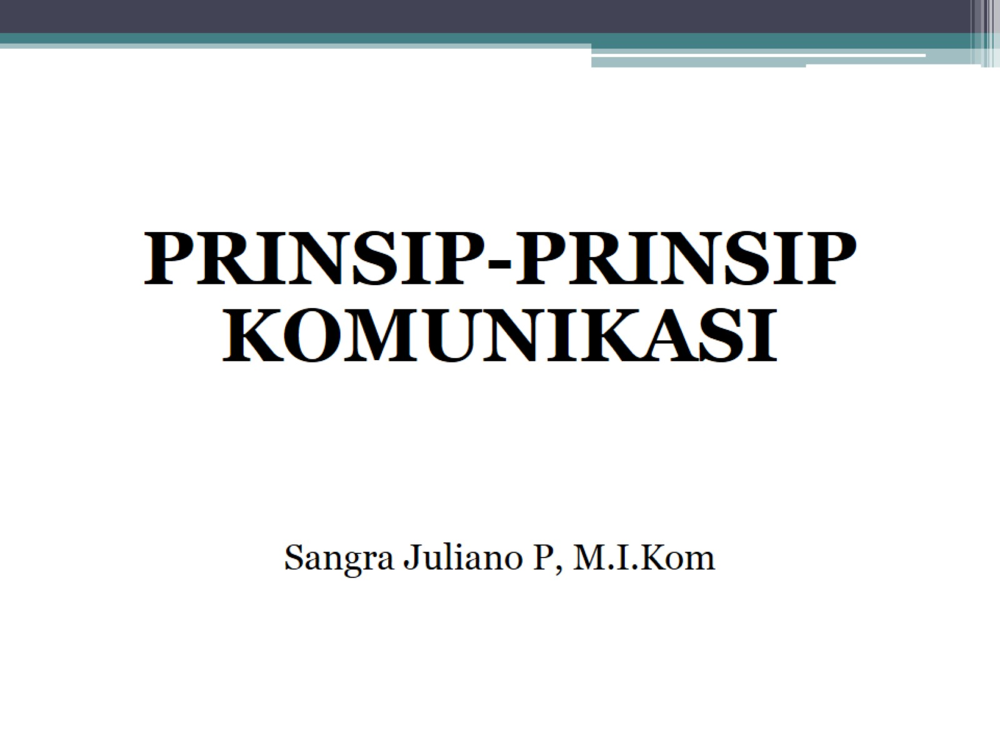 PRINSIP-PRINSIP
KOMUNIKASI
Sangra Juliano P, M.I.Kom